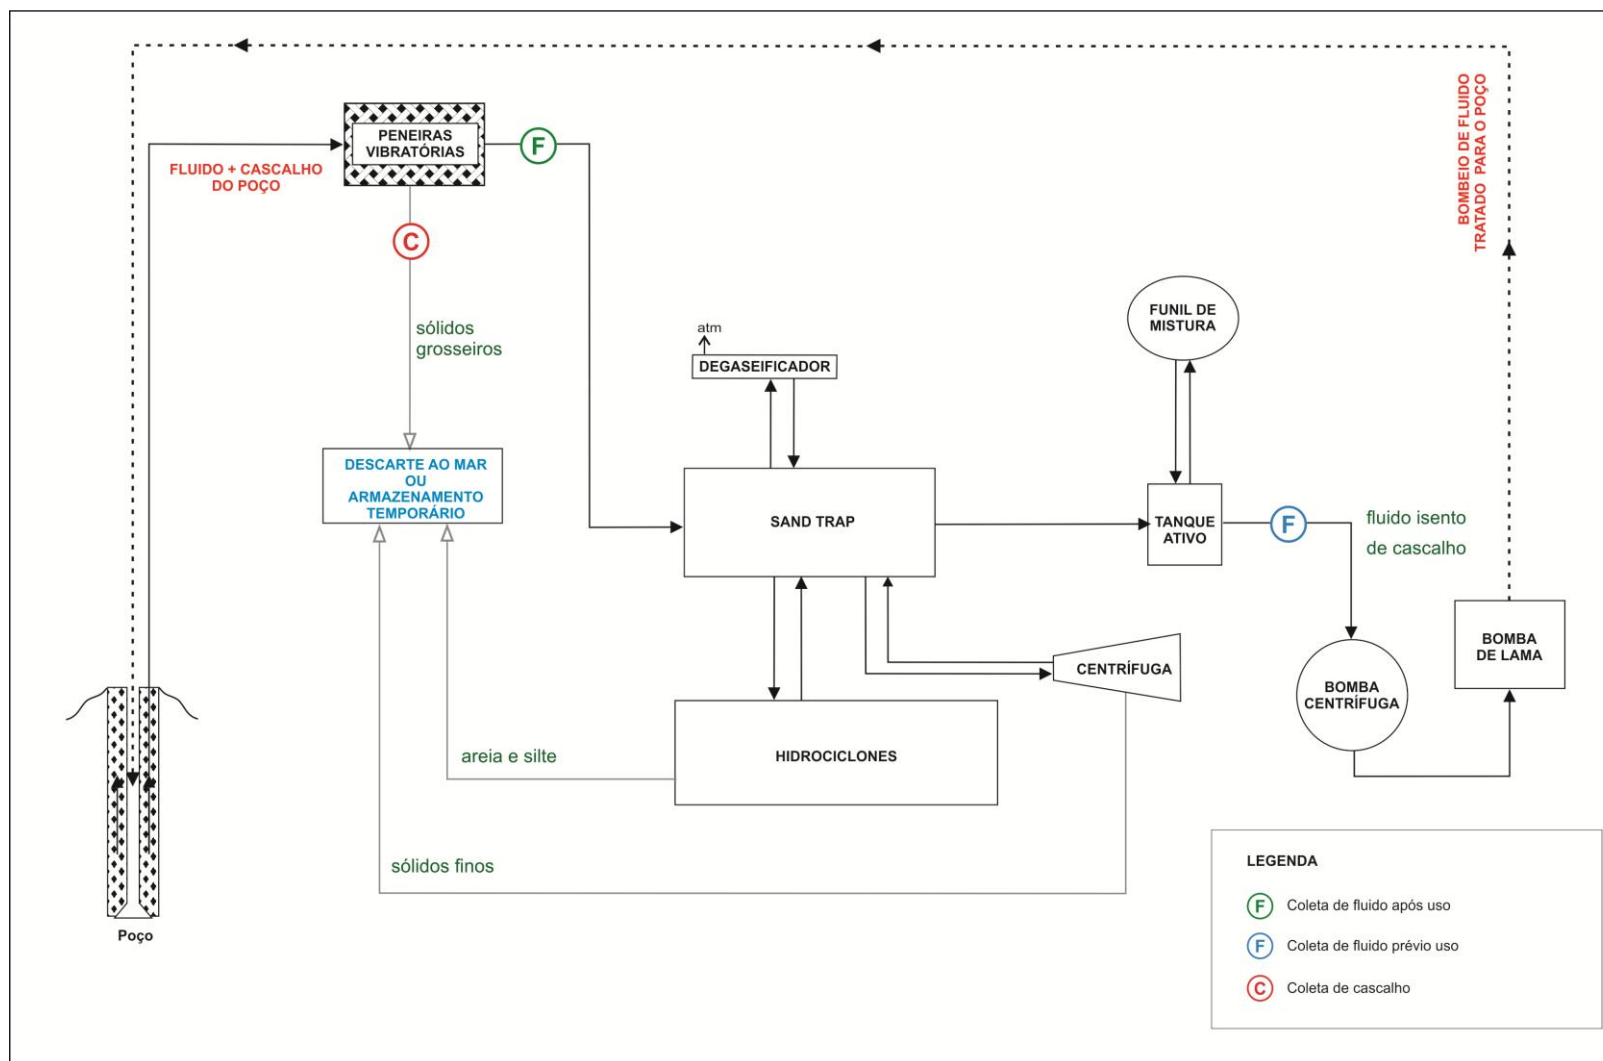 PENEIRAS
VIBRATÓRIAS
F
FLUIDO + CASCALHO
DO POÇO
C
BOMBEIO DE FLUIDO
TRATADO PARA O POÇO
sólidos
grosseiros
FUNIL DE
MISTURA
atm
DEGASEIFICADOR
DESCARTE AO MAR
OU
ARMAZENAMENTO
TEMPORÁRIO
SAND TRAP
TANQUE
ATIVO
F
fluido isento
de cascalho
BOMBA
DE LAMA
CENTRÍFUGA
BOMBA
CENTRÍFUGA
areia e silte
HIDROCICLONES
sólidos finos
Poço
LEGENDA
F Coleta de fluido após uso
F Coleta de fluido prévio uso
C Coleta de cascalho